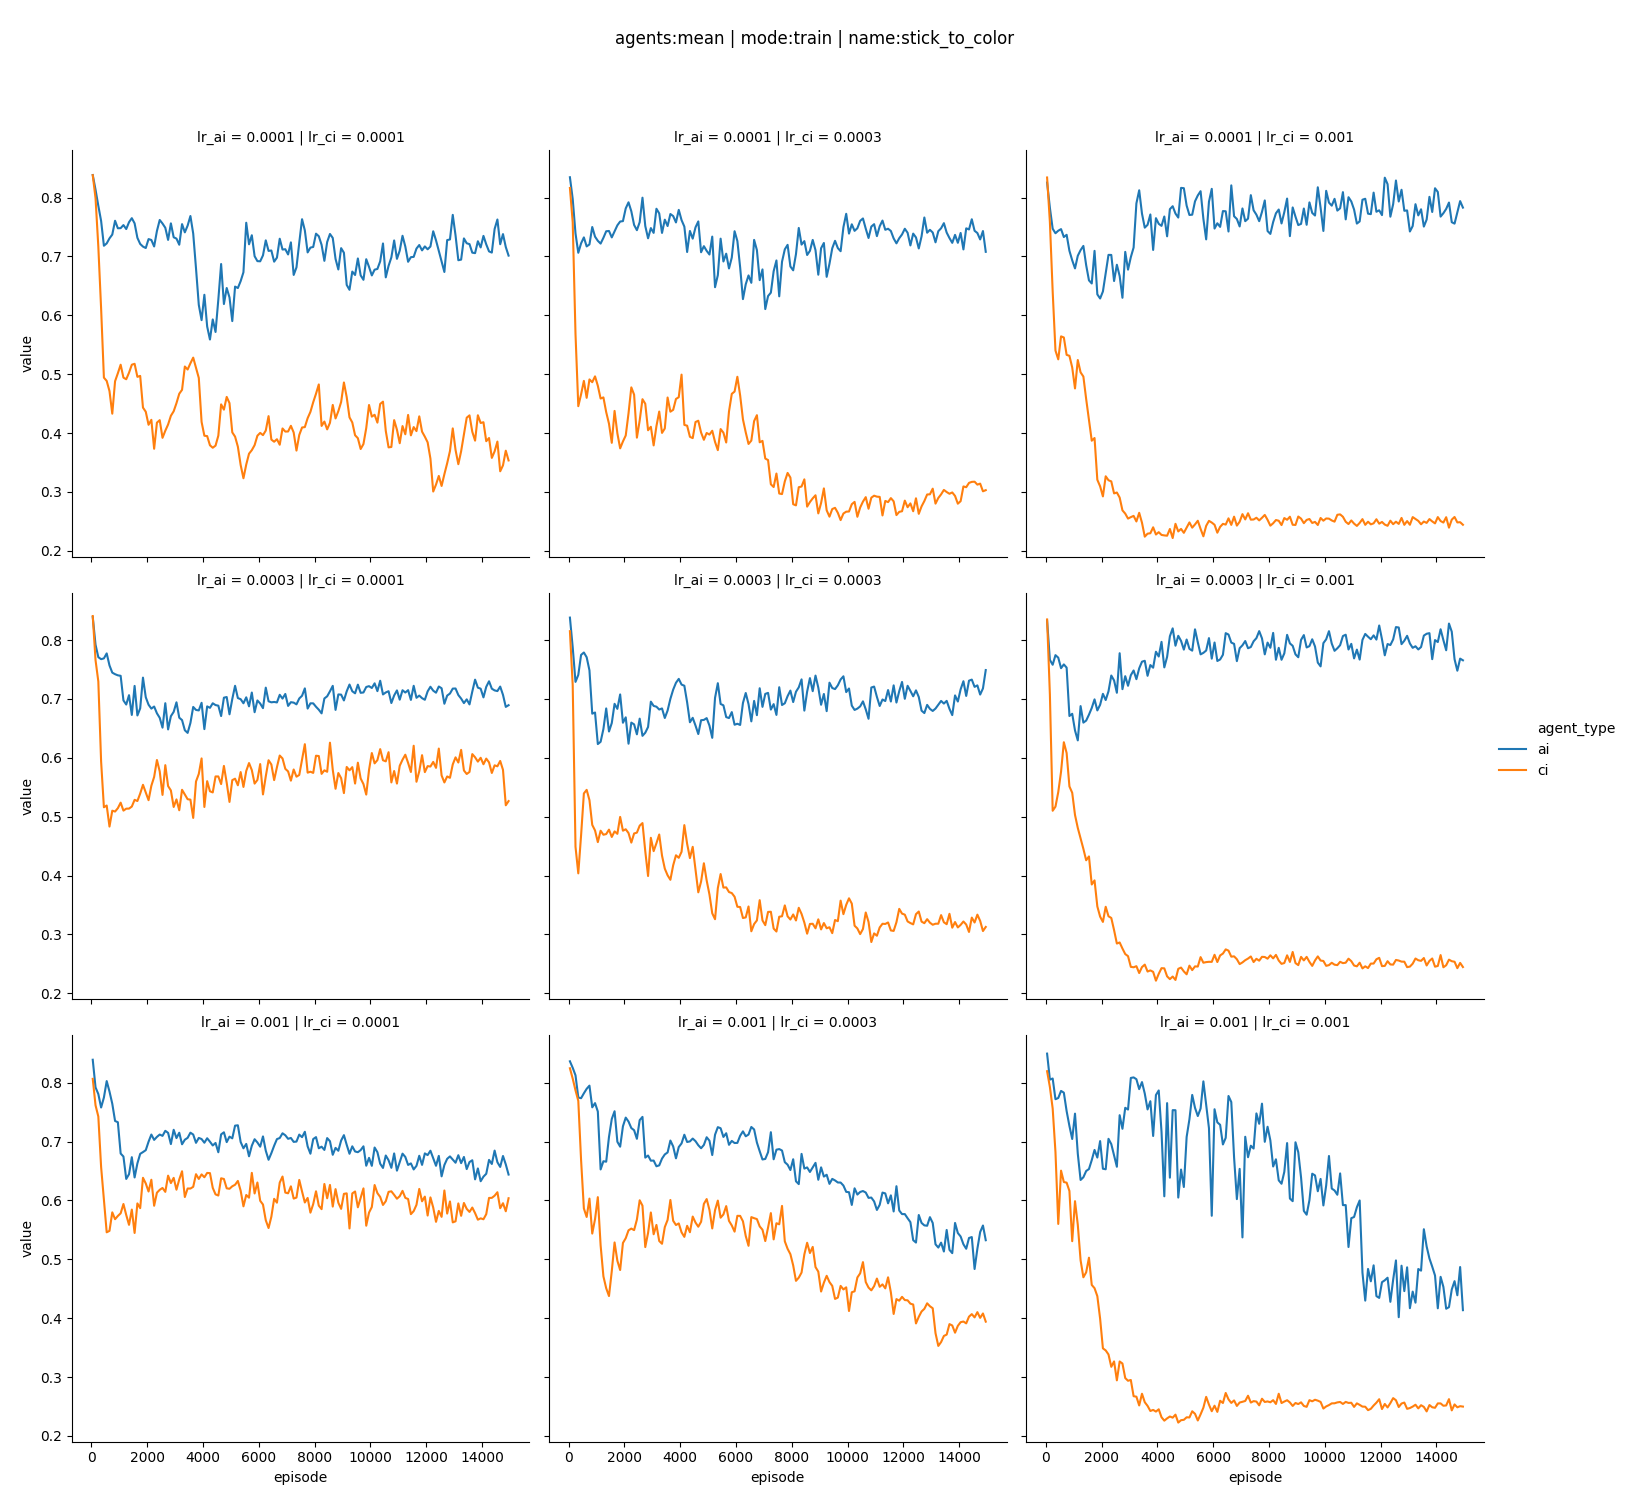 agents:mean | mode:train | name:stick_to_color
lr_ai = 0.0001 | lr_ci = 0.0001
lr_ai = 0.0001 | lr_ci = 0.0003
lr_ai = 0.0001 | lr_ci = 0.001
value
0.8
0.7
0.6
0.5
0.4
0.3
0.2
lr_ai = 0.0003 | lr_ci = 0.0001
lr_ai = 0.0003 | lr_ci = 0.0003
lr_ai = 0.0003 | lr_ci = 0.001
value
0.8
0.7
0.6
0.5
0.4
0.3
0.2
agent_type
ai
ci
lr_ai = 0.001 | lr_ci = 0.0001
lr_ai = 0.001 | lr_ci = 0.0003
lr_ai = 0.001 | lr_ci = 0.001
value
0.8
0.7
0.6
0.5
0.4
0.3
0.2
0 2000 4000 6000 8000 10000 12000 14000
episode
0 2000 4000 6000 8000 10000 12000 14000
episode
0 2000 4000 6000 8000 10000 12000 14000
episode